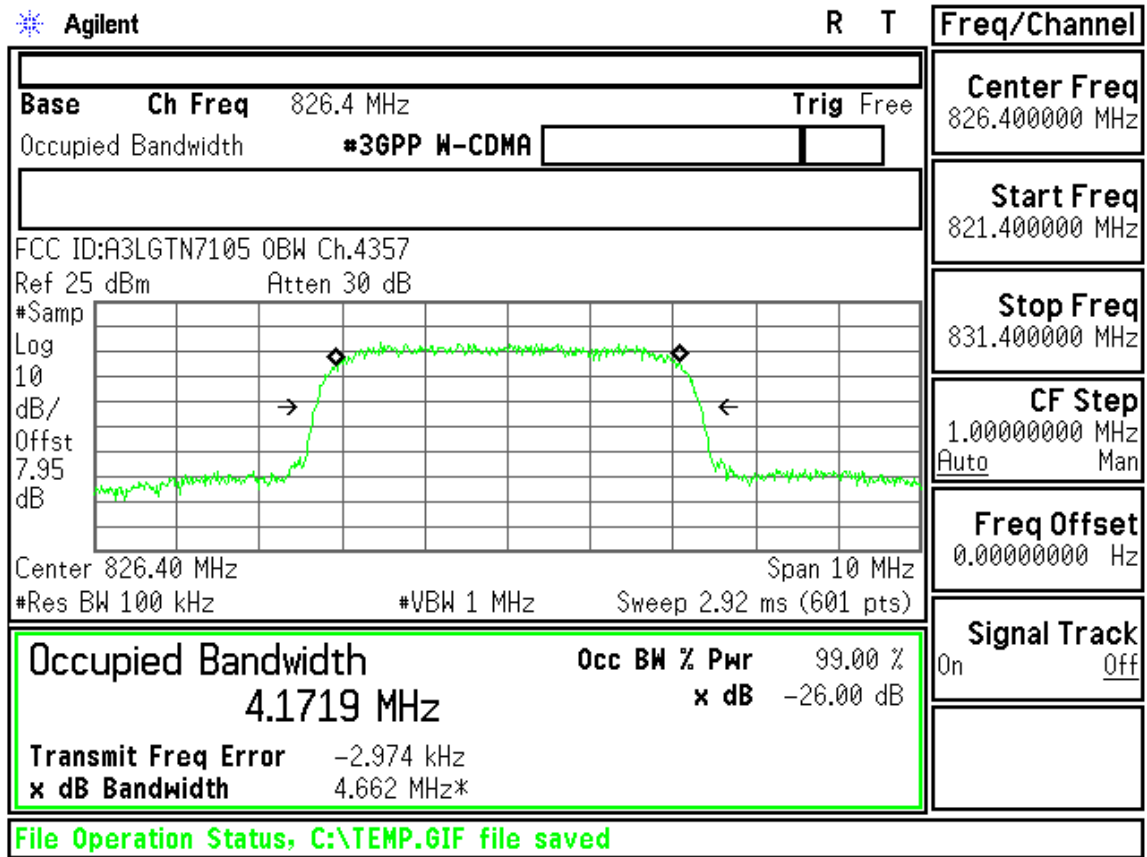 Agilent R T Freq/Channel
Base Ch Freq 826.4 MHz Trig Free
Occupied Bandwidth #3GPP W-CDMA
FCC ID:A3LGTN7105 OBW Ch.4357
Ref 25 dBm Atten 30 dB
#Samp
Log
10
dB/
Offst
7.95
dB
Center 826.40 MHz Span 10 MHz
#Res BW 100 kHz #VBW 1 MHz Sweep 2.92 ms (601 pts)
Occupied Bandwidth Occ BW % Pwr 99.00 %
4.1719 MHz x dB -26.00 dB
Transmit Freq Error -2.974 kHz
x dB Bandwidth 4.662 MHz*
Center Freq
826.400000 MHz
Start Freq
821.400000 MHz
Stop Freq
831.400000 MHz
CF Step
1.00000000 MHz
Auto Man
Freq Offset
0.00000000 Hz
Signal Track
On Off
File Operation Status, C:\TEMP.GIF file saved